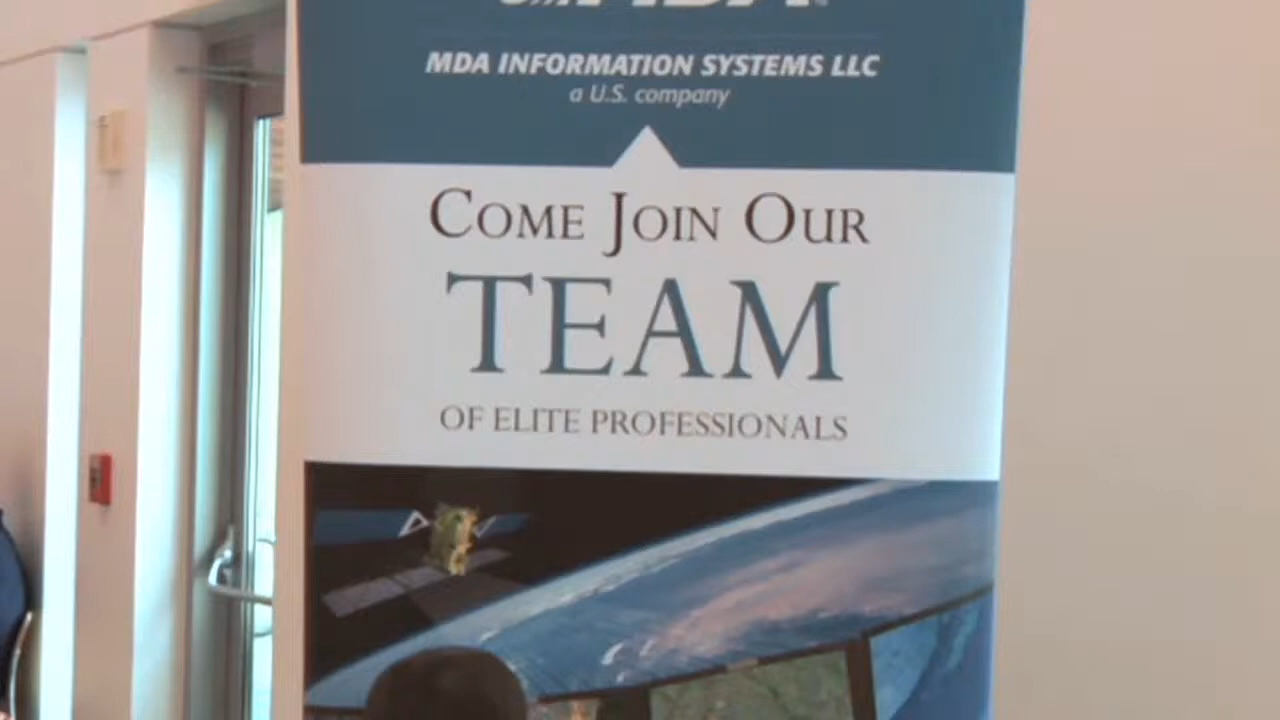 MDA INFORMATION SYSTEMS LLC
a U.S. company
COME JOIN OUR
TEAM
OF ELITE PROFESSIONALS